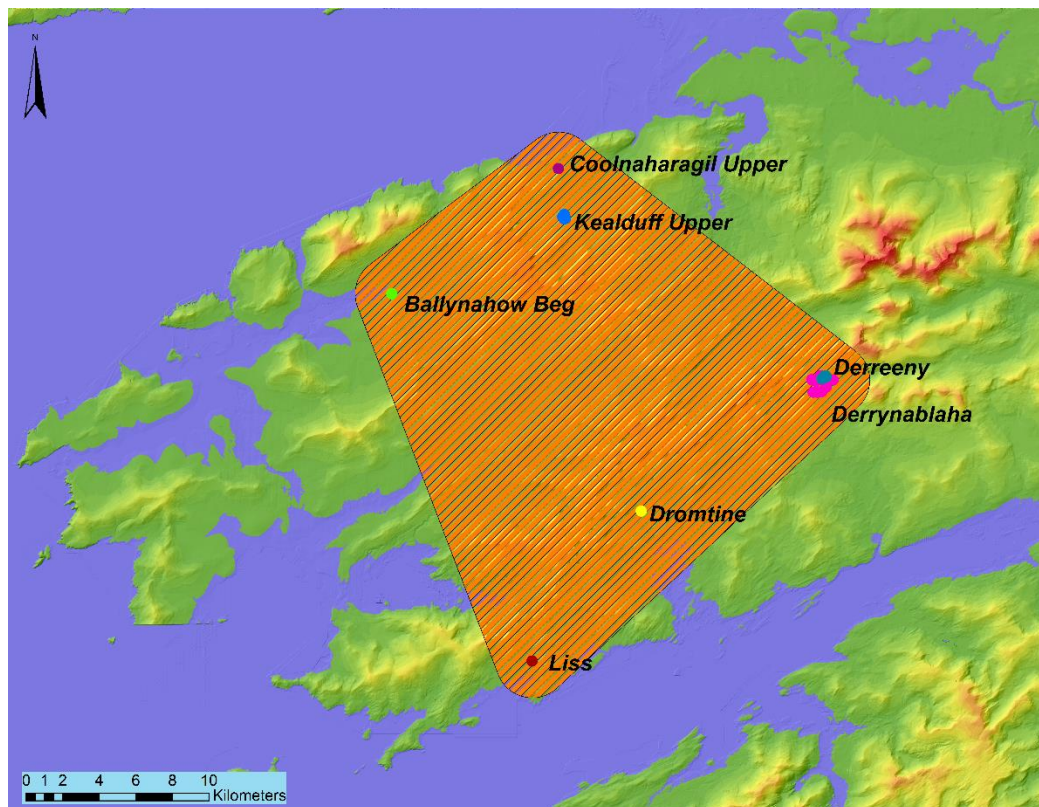 N
Coolnaharagil Upper
Kealduff Upper
Ballynahow Beg
Derreeny
Derrynablaha
Dromtine
Liss
0 1 2 4 6 8 10
Kilometers